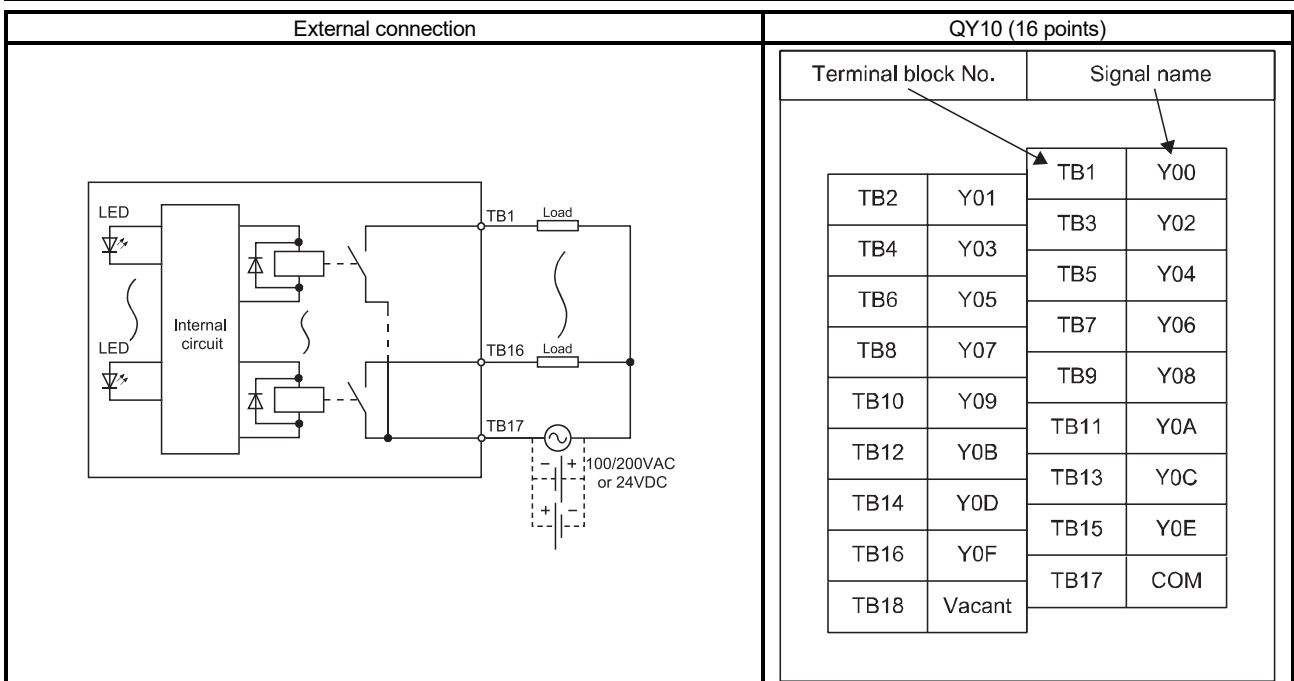 External connection
QY10 (16 points)
Terminal block No.
Signal name
LED
LED
Internal
circuit
TB1
Load
TB16
Load
TB17
- +
100/200VAC
or 24VDC
+ -
TB1 Y00
TB2 Y01
TB3 Y02
TB4 Y03
TB5 Y04
TB6 Y05
TB7 Y06
TB8 Y07
TB9 Y08
TB10 Y09
TB11 Y0A
TB12 Y0B
TB13 Y0C
TB14 Y0D
TB15 Y0E
TB16 Y0F
TB17 COM
TB18 Vacant